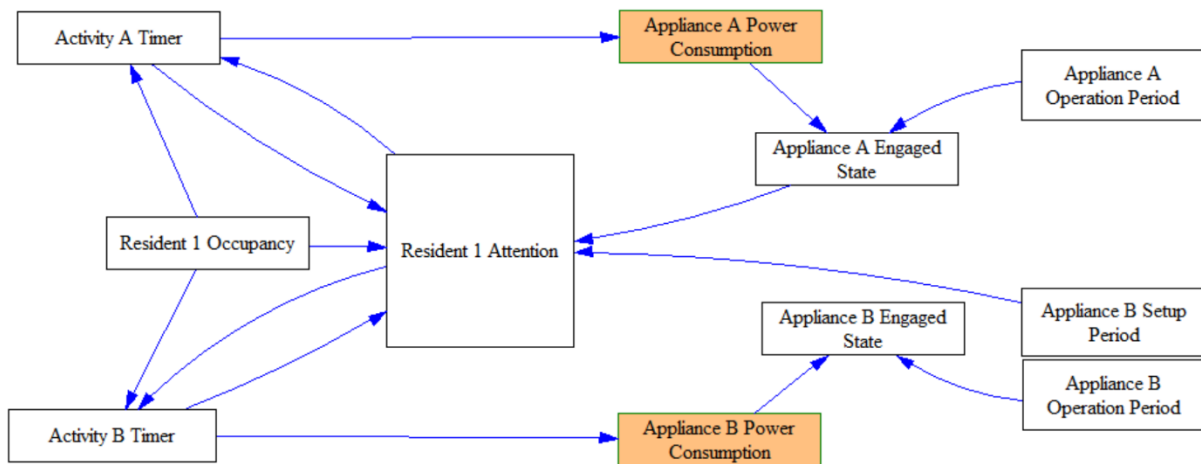 Activity A Timer
Appliance A Power
Consumption
Appliance A
Operation Period
Appliance A Engaged
State
Resident 1 Occupancy
Resident 1 Attention
Appliance B Setup
Period
Appliance B Engaged
State
Appliance B
Operation Period
Activity B Timer
Appliance B Power
Consumption